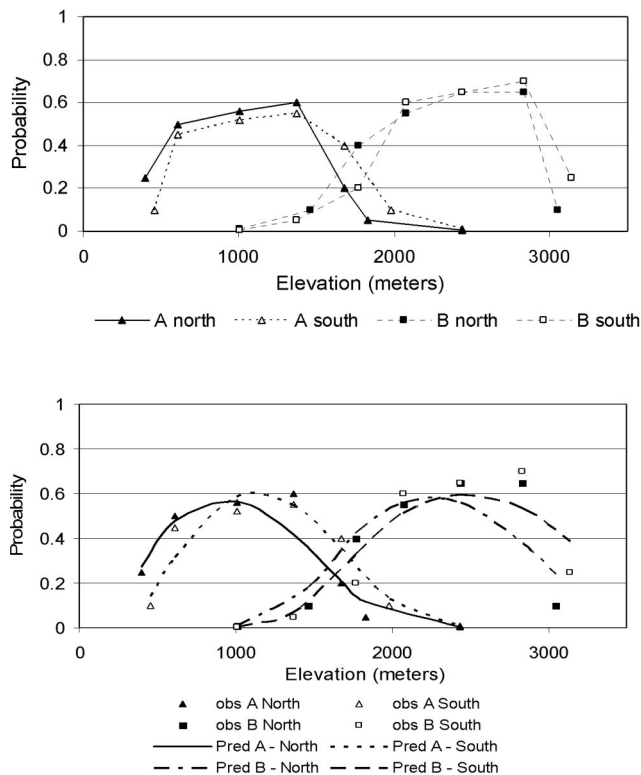 1
0.8
0.6
0.4
0.2
0
Probability
0 1000 2000 3000
Elevation (meters)
A north A south B north B south
1
0.8
0.6
0.4
0.2
0
Probability
0 1000 2000 3000
Elevation (meters)
obs A North obs A South
obs B North obs B South
Pred A - North Pred A - South
Pred B - North Pred B - South